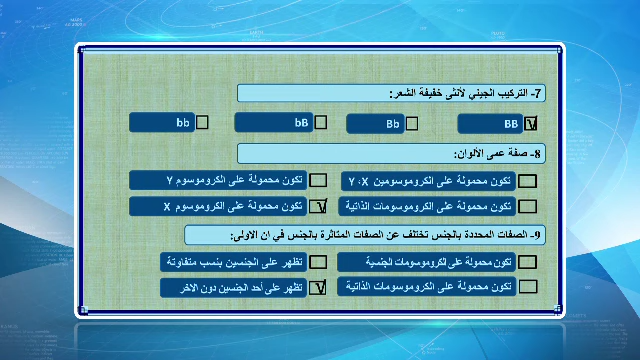 7- التركيب الجيني لأنثى خفيفة الشعر:
BB √ Bb bB bb
8- صفة عمى الألوان:
تكون محمولة على الكروموسومين X، Y تكون محمولة على الكروموسوم Y
تكون محمولة على الكروموسومات الذاتية تكون محمولة على الكروموسوم X √
9- الصفات المحددة بالجنس تختلف عن الصفات المتاثرة بالجنس في ان الاولى:
تكون محمولة على الكروموسومات الجنسية تظهر على الجنسين بنسب متفاوتة
تكون محمولة على الكروموسومات الذاتية تظهر على أحد الجنسين دون الاخر √